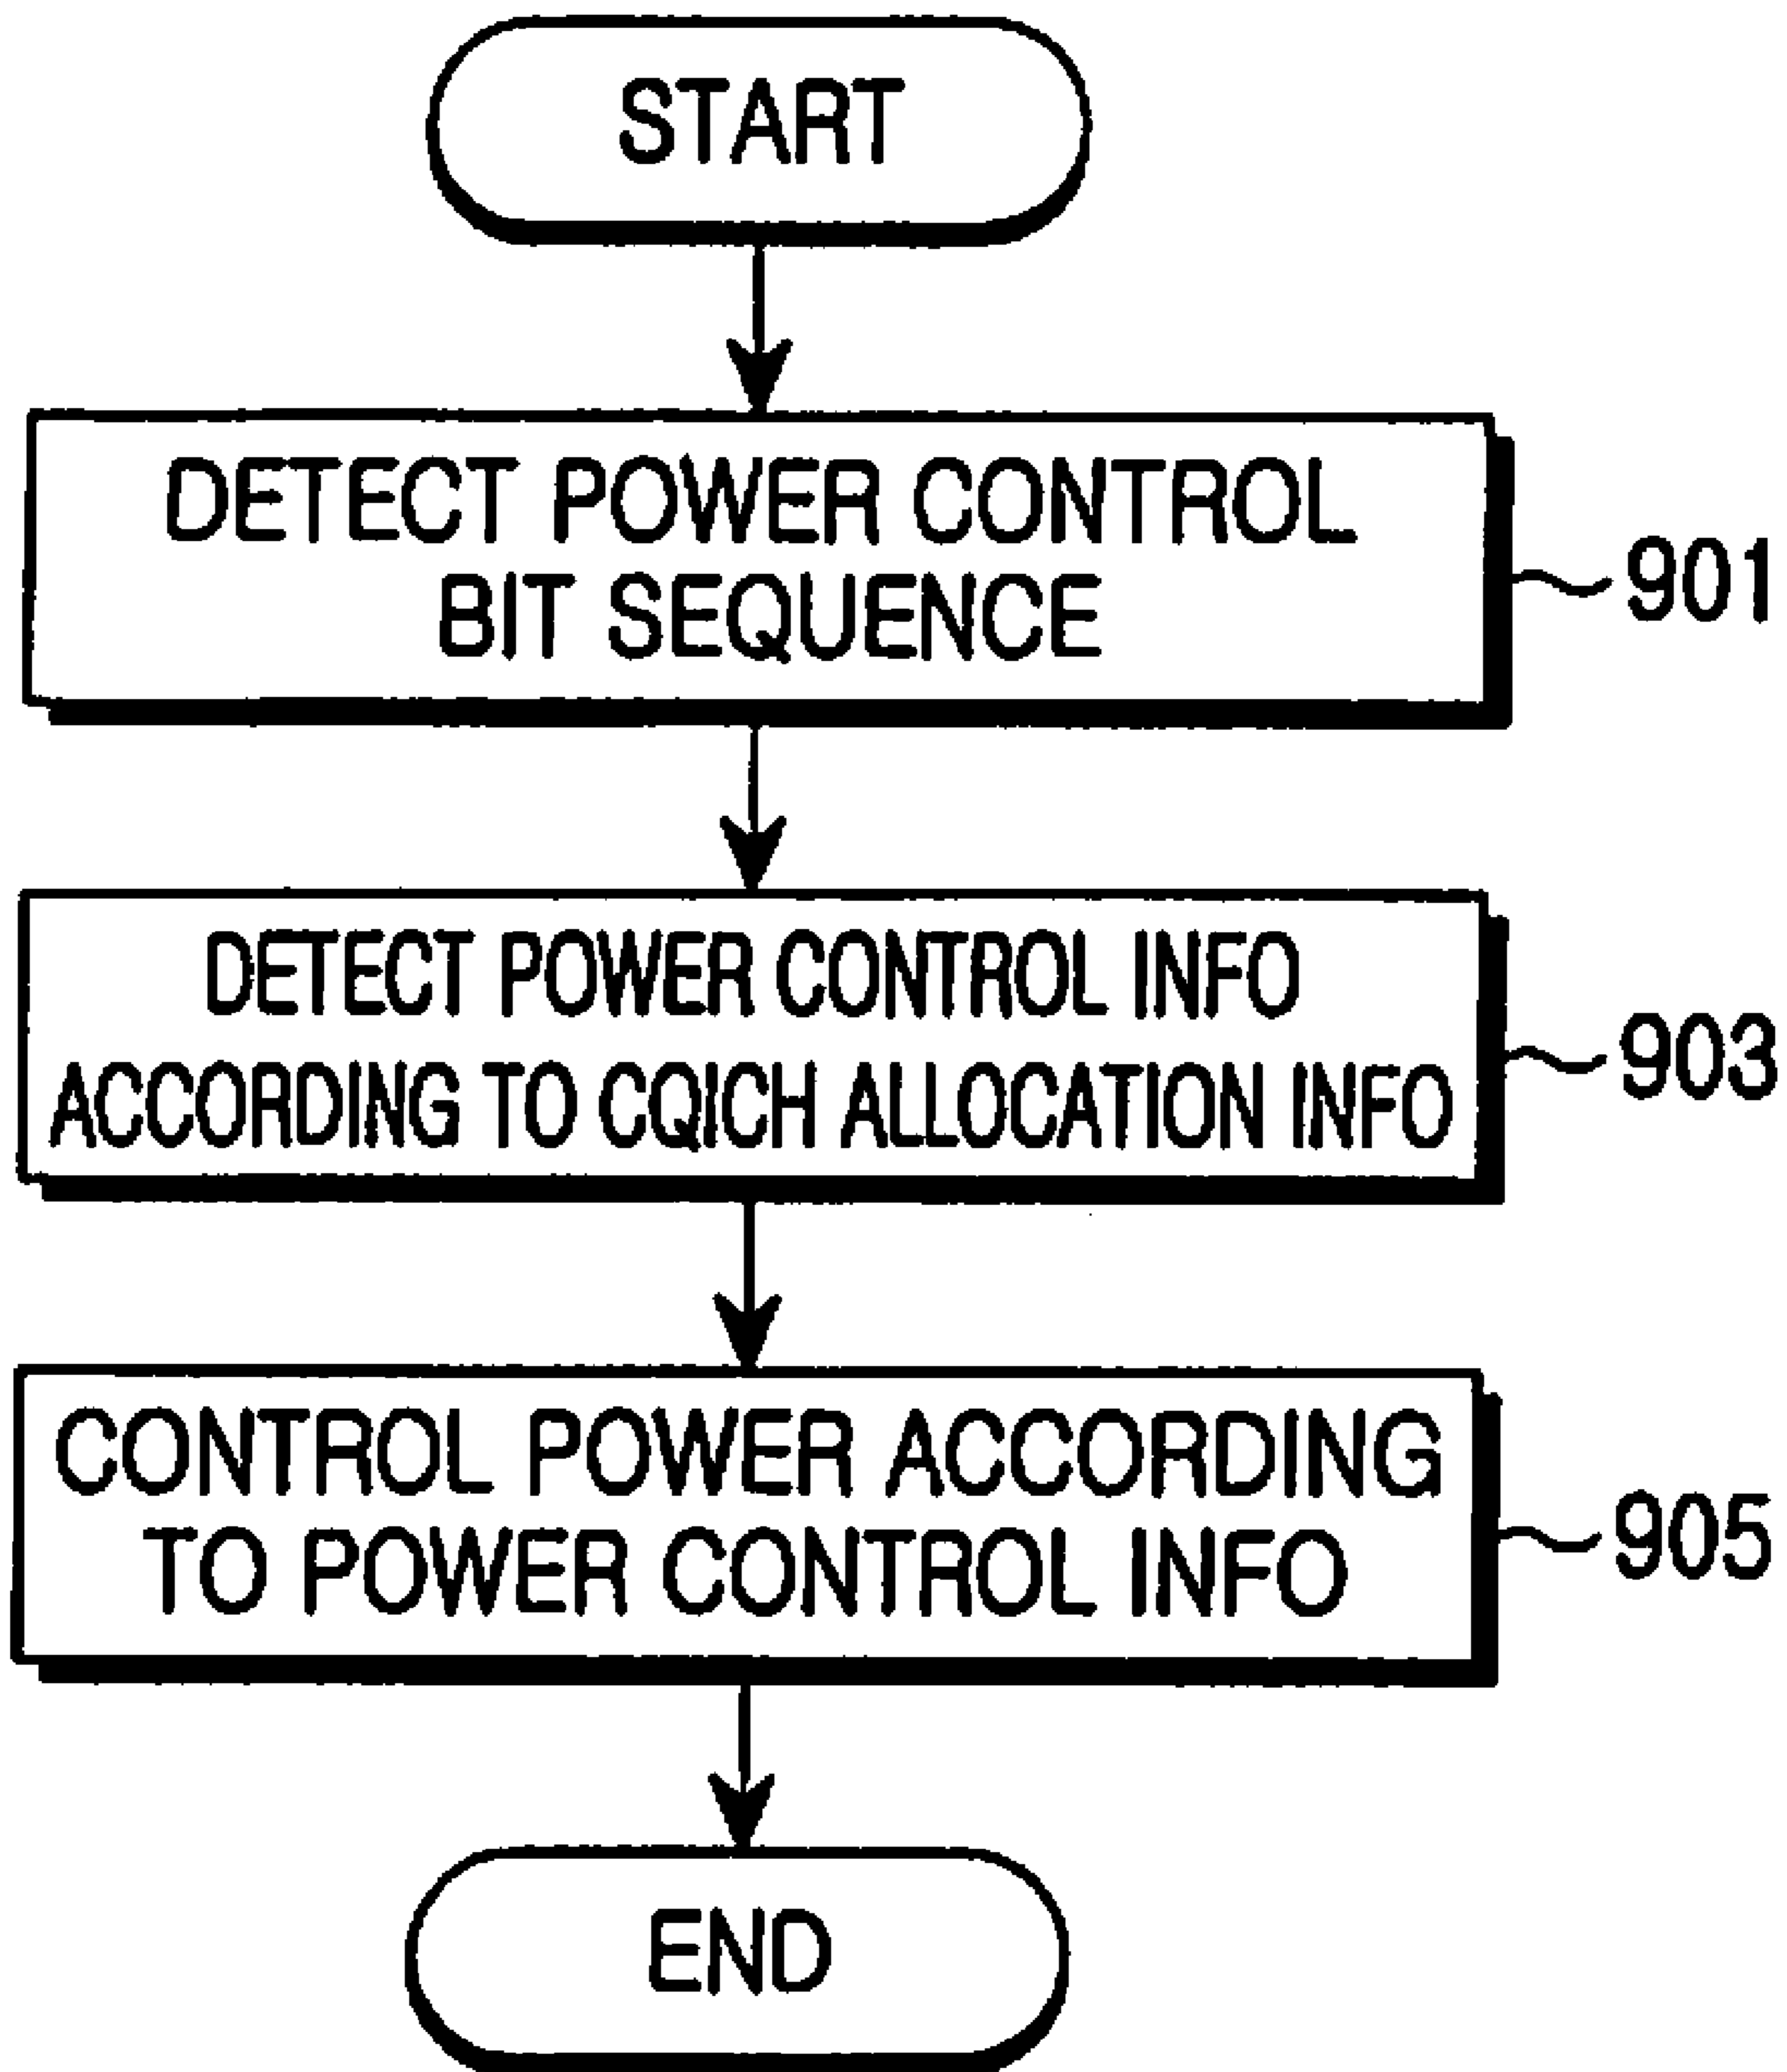 START
DETECT POWER CONTROL
BIT SEQUENCE
901
DETECT POWER CONTROL INFO
ACCORDING TO CQICH ALLOCATION INFO
903
CONTROL POWER ACCORDING
TO POWER CONTROL INFO
905
END